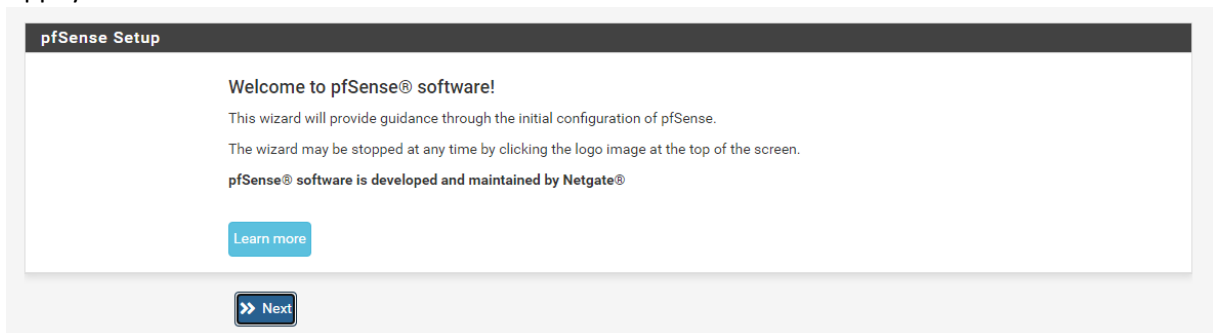 pfSense Setup
Welcome to pfSense® software!
This wizard will provide guidance through the initial configuration of pfSense.
The wizard may be stopped at any time by clicking the logo image at the top of the screen.
pfSense® software is developed and maintained by Netgate®
Learn more
Next